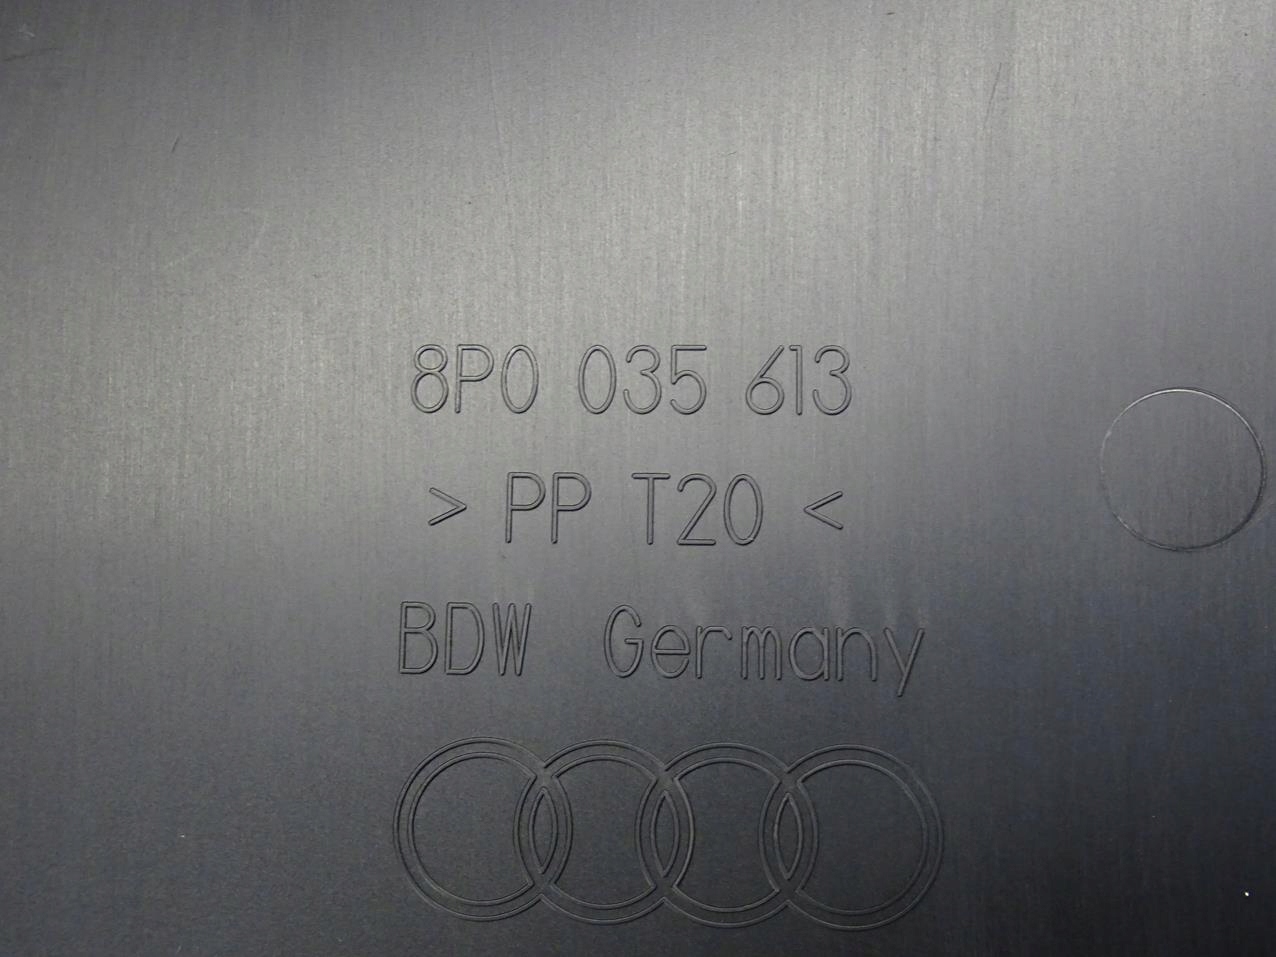 8P0 035 613
> PP T20 <
BDW Germany